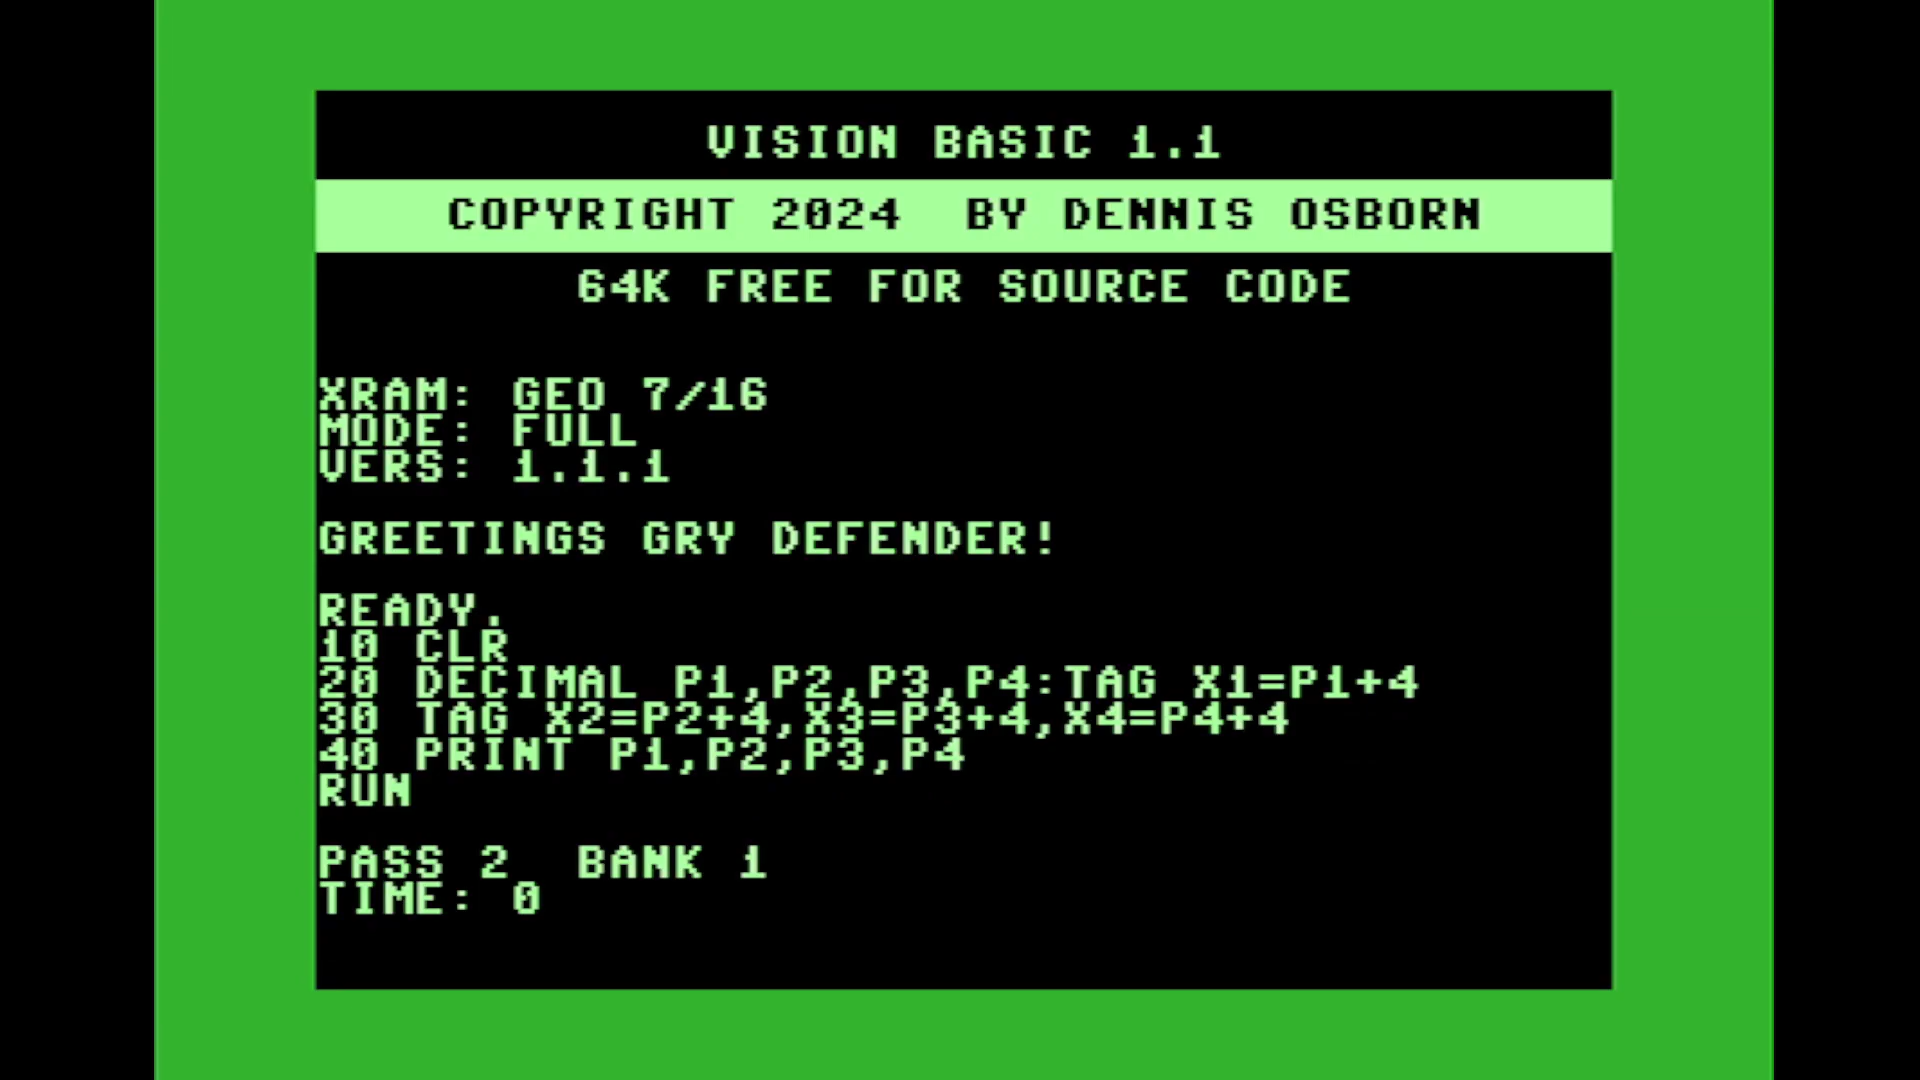 VISION BASIC 1.1
COPYRIGHT 2024  BY DENNIS OSBORN
64K FREE FOR SOURCE CODE
XRAM: GEO 7/16
MODE: FULL
VERS: 1.1.1
GREETINGS GRY DEFENDER!
READY.
10 CLR
20 DECIMAL P1,P2,P3,P4:TAG X1=P1+4
30 TAG X2=P2+4,X3=P3+4,X4=P4+4
40 PRINT P1,P2,P3,P4
RUN
PASS 2  BANK 1
TIME: 0